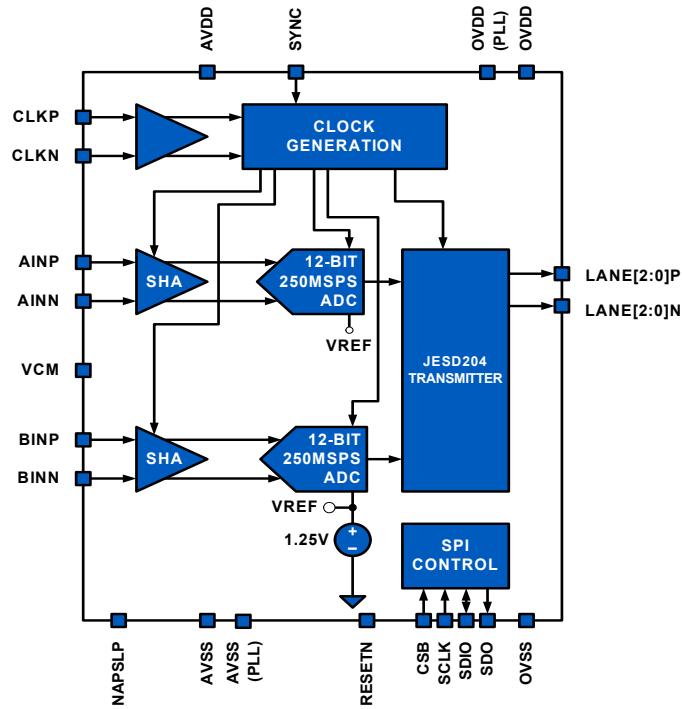 AVDD
SYNC
OVDD
(PLL)
OVDD
CLKP
CLKN
CLOCK
GENERATION
AINP
AINN
SHA
12-BIT
250MSPS
ADC
VREF
LANE[2:0]P
LANE[2:0]N
JESD204
TRANSMITTER
VCM
BINP
BINN
SHA
12-BIT
250MSPS
ADC
VREF
1.25V
+
–
SPI
CONTROL
NAPSLP
AVSS
AVSS
(PLL)
RESETN
CSB
SCLK
SDIO
SDO
OVSS